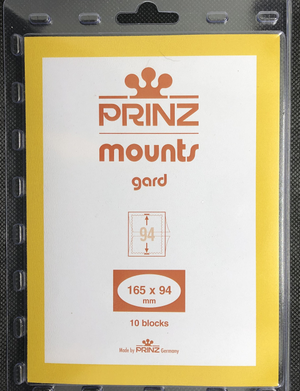 PRINZ
mounts
gard
94
165 x 94
mm
10 blocks
Made by PRINZ Germany